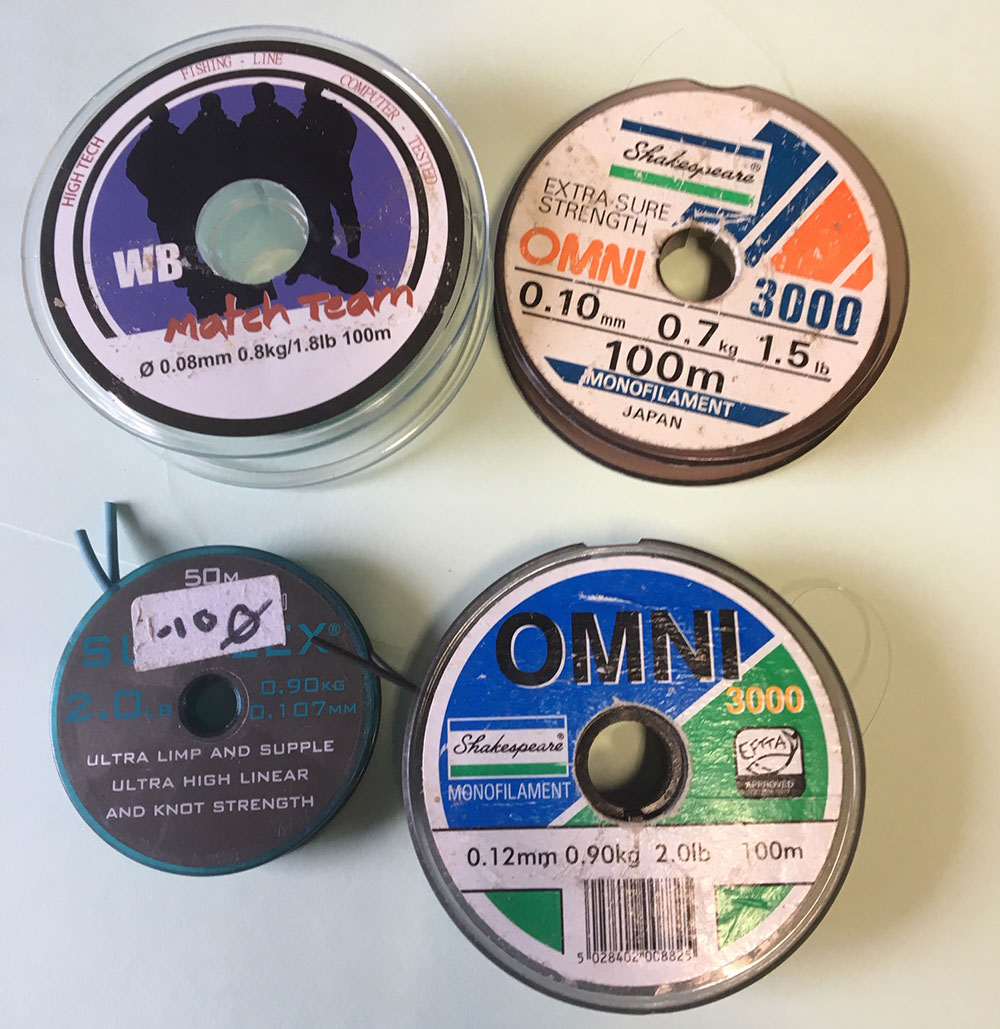 HIGH TECH FISHING - LINE COMPUTER - TESTED
WB
Match Team
Ø 0.08mm 0.8kg/1.8lb 100m
Shakespeare®
EXTRA SURE
STRENGTH
OMNI
3000
0.10mm 0.7kg 1.5lb
100m
MONOFILAMENT
JAPAN
50M
2.0LB
0.90KG
0.107MM
ULTRA LIMP AND SUPPLE
ULTRA HIGH LINEAR
AND KNOT STRENGTH
OMNI
3000
Shakespeare®
MONOFILAMENT
EFTTA
APPROVED
0.12mm 0.90kg 2.0lb 100m
5 028402 008825